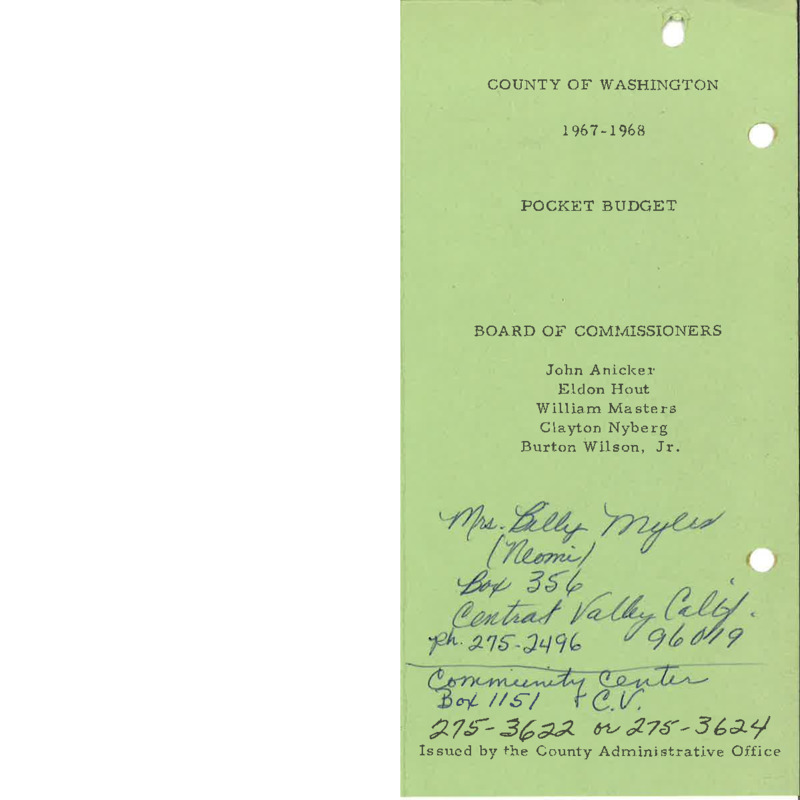 COUNTY OF WASHINGTON
1967-1968
POCKET BUDGET
BOARD OF COMMISSIONERS
John Anicker
Eldon Hout
William Masters
Clayton Nyberg
Burton Wilson, Jr.
Mrs. Billy Myles
(Neomi)
Box 356
Central Valley Calif.
ph. 275-2496 96019
Community Center
Box 1151 C.V.
275-3622 or 275-3624
Issued by the County Administrative Office